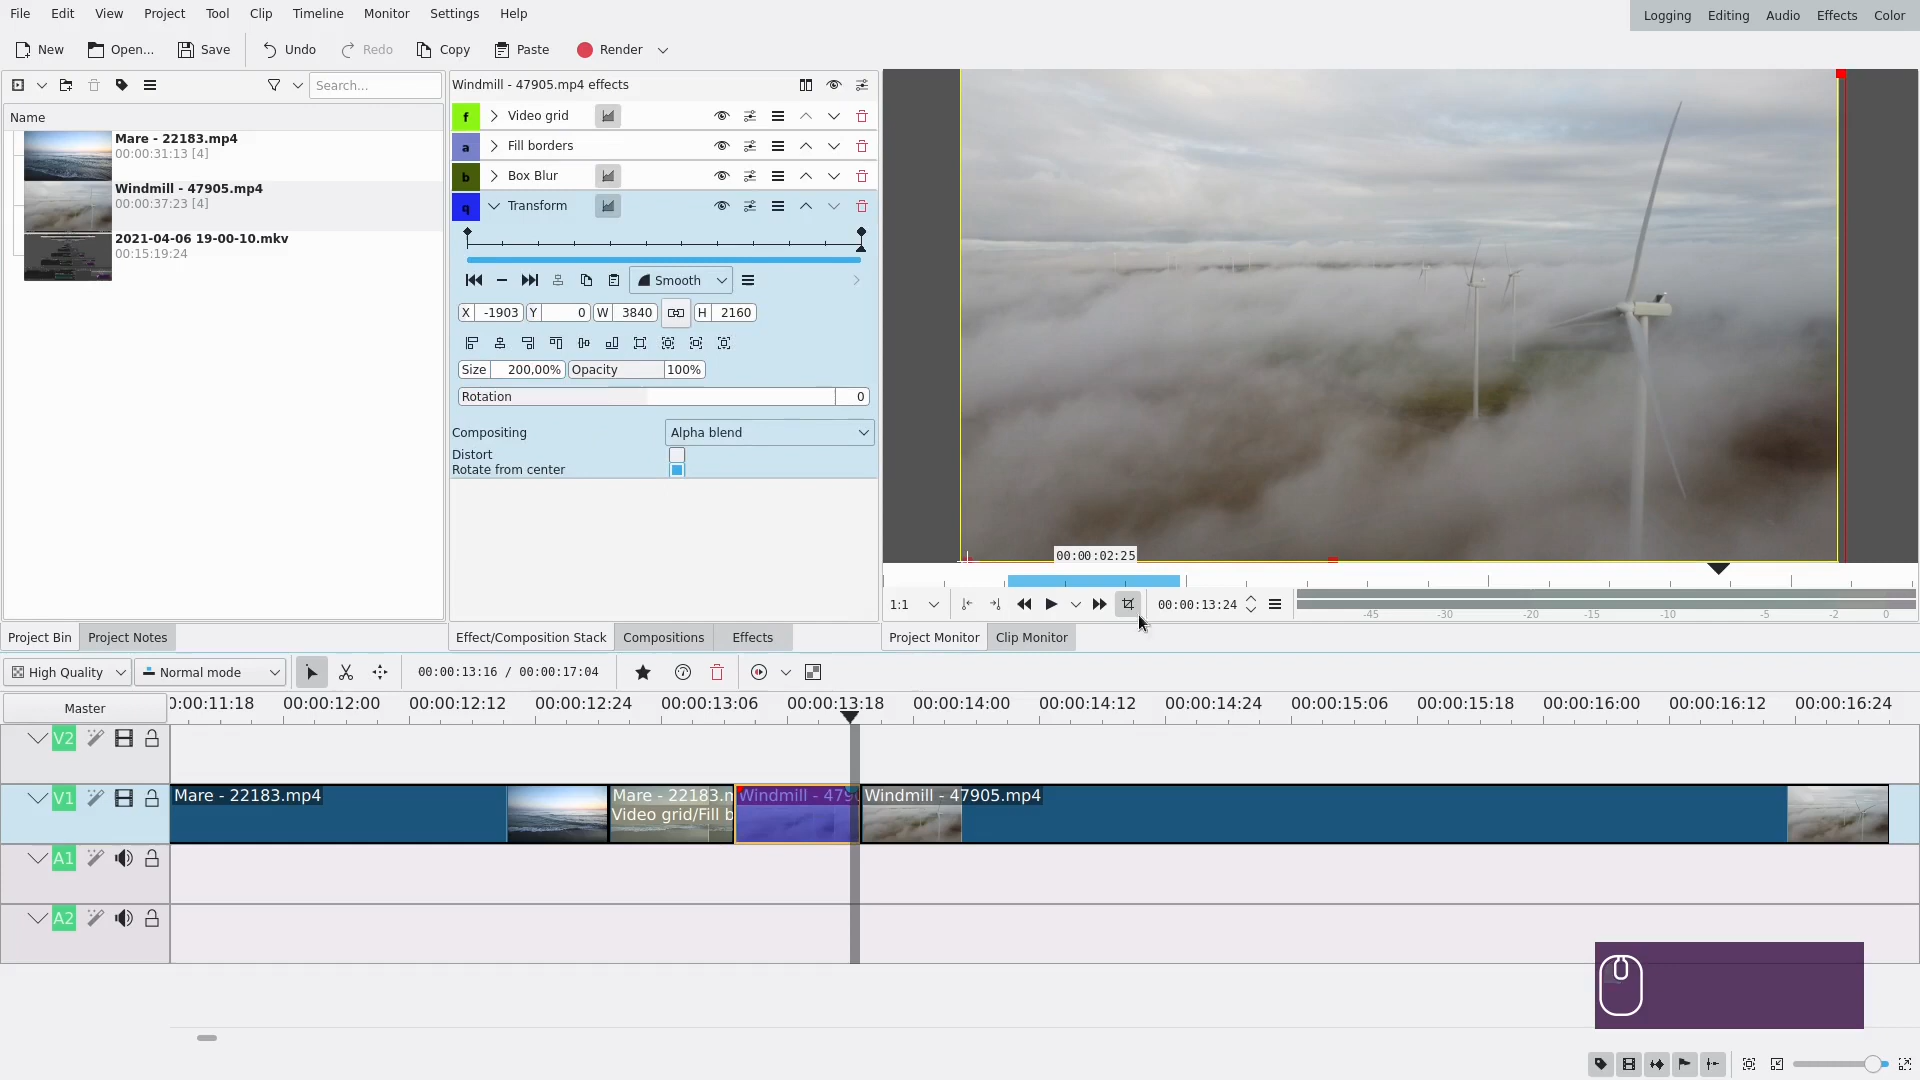 File Edit View Project Tool Clip Timeline Monitor Settings Help
Logging Editing Audio Effects Color
New Open... Save Undo Redo Copy Paste Render
Search...
Name
Mare - 22183.mp4
00:00:31:13 [4]
Windmill - 47905.mp4
00:00:37:23 [4]
2021-04-06 19-00-10.mkv
00:15:19:24
Windmill - 47905.mp4 effects
f Video grid
a Fill borders
b Box Blur
q Transform
Smooth
X -1903 Y 0 W 3840 H 2160
Size 200,00% Opacity 100%
Rotation 0
Compositing Alpha blend
Distort
Rotate from center
00:00:02:25
1:1 00:00:13:24
-45 -30 -20 -15 -10 -5 -2 0
Project Bin Project Notes
Effect/Composition Stack Compositions Effects
Project Monitor Clip Monitor
High Quality Normal mode 00:00:13:16 / 00:00:17:04
Master
0:00:11:18 00:00:12:00 00:00:12:12 00:00:12:24 00:00:13:06 00:00:13:18 00:00:14:00 00:00:14:12 00:00:14:24 00:00:15:06 00:00:15:18 00:00:16:00 00:00:16:12 00:00:16:24
V2
V1
Mare - 22183.mp4
Mare - 22183.m
Video grid/Fill b
Windmill - 479
Windmill - 47905.mp4
A1
A2